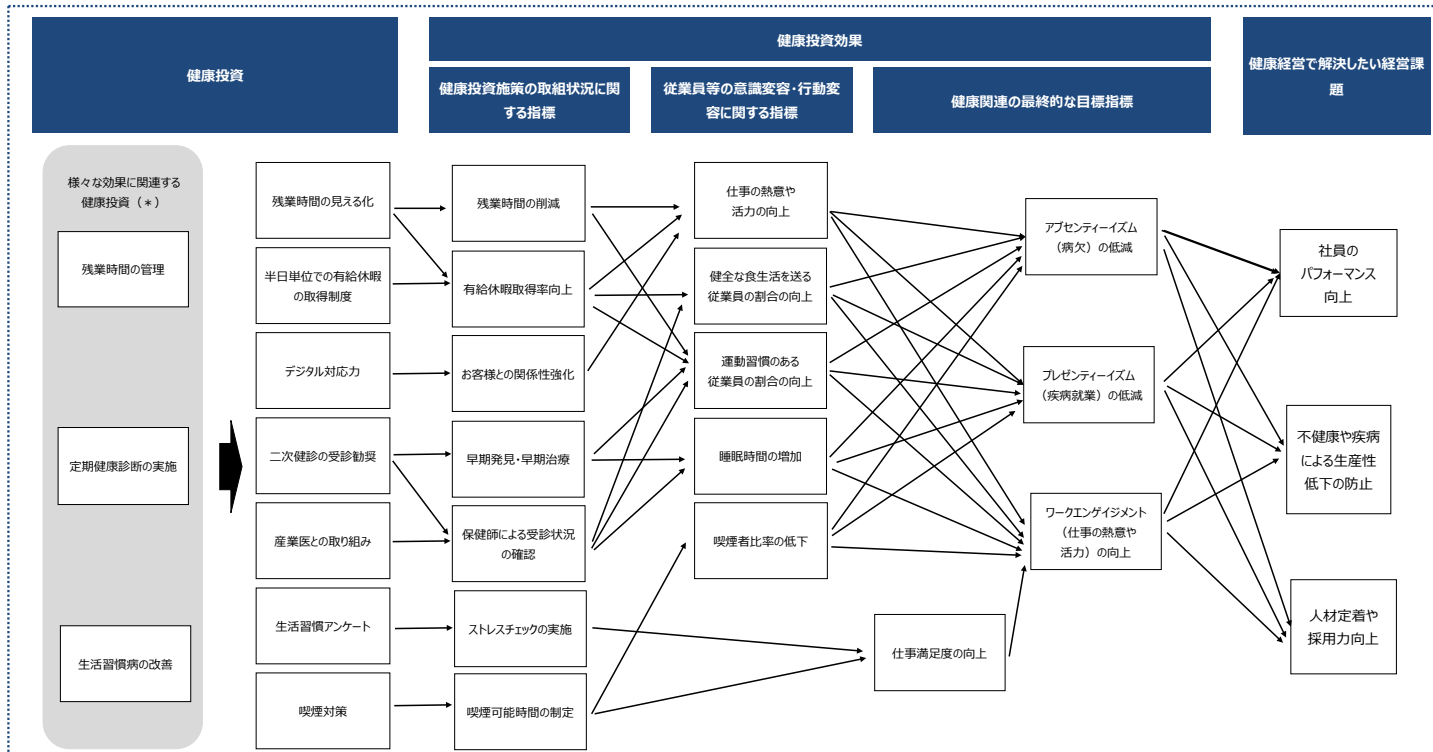 健康投資
健康投資効果
健康経営で解決したい経営課
題
健康投資施策の取組状況に関
する指標
従業員等の意識変容・行動変
容に関する指標
健康関連の最終的な目標指標
様々な効果に関連する
健康投資（＊）
残業時間の管理
定期健康診断の実施
生活習慣病の改善
残業時間の見える化
半日単位での有給休暇
の取得制度
デジタル対応力
二次健診の受診勧奨
産業医との取り組み
生活習慣アンケート
喫煙対策
残業時間の削減
有給休暇取得率向上
お客様との関係性強化
早期発見・早期治療
保健師による受診状況
の確認
ストレスチェックの実施
喫煙可能時間の制定
仕事の熱意や
活力の向上
健全な食生活を送る
従業員の割合の向上
運動習慣のある
従業員の割合の向上
睡眠時間の増加
喫煙者比率の低下
仕事満足度の向上
アブセンティーイズム
（病欠）の低減
プレゼンティーイズム
（疾病就業）の低減
ワークエンゲイジメント
（仕事の熱意や
活力）の向上
社員の
パフォーマンス
向上
不健康や疾病
による生産性
低下の防止
人材定着や
採用力向上